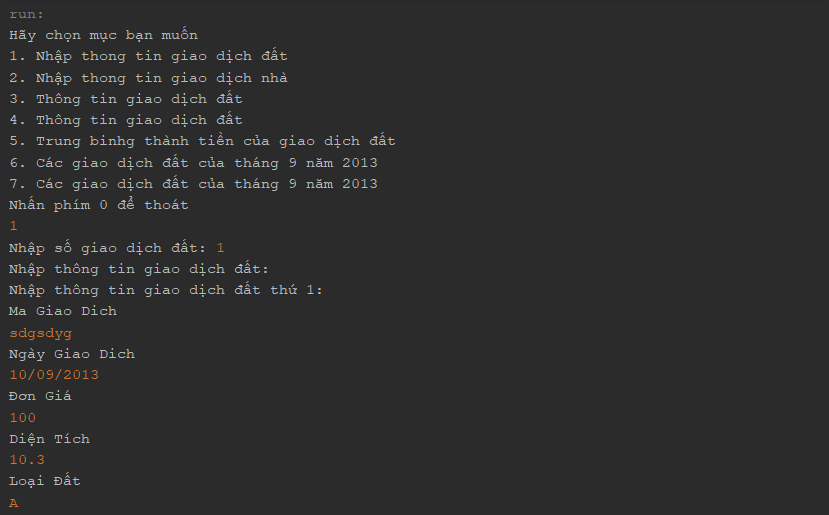 run:
Hãy chọn mục bạn muốn
1. Nhập thong tin giao dịch đất
2. Nhập thong tin giao dịch nhà
3. Thông tin giao dịch đất
4. Thông tin giao dịch đất
5. Trung binhg thành tiền của giao dịch đất
6. Các giao dịch đất của tháng 9 năm 2013
7. Các giao dịch đất của tháng 9 năm 2013
Nhấn phím 0 để thoát
1
Nhập số giao dịch đất: 1
Nhập thông tin giao dịch đất:
Nhập thông tin giao dịch đất thứ 1:
Ma Giao Dich
sdgsdyg
Ngày Giao Dich
10/09/2013
Đơn Giá
100
Diện Tích
10.3
Loại Đất
A